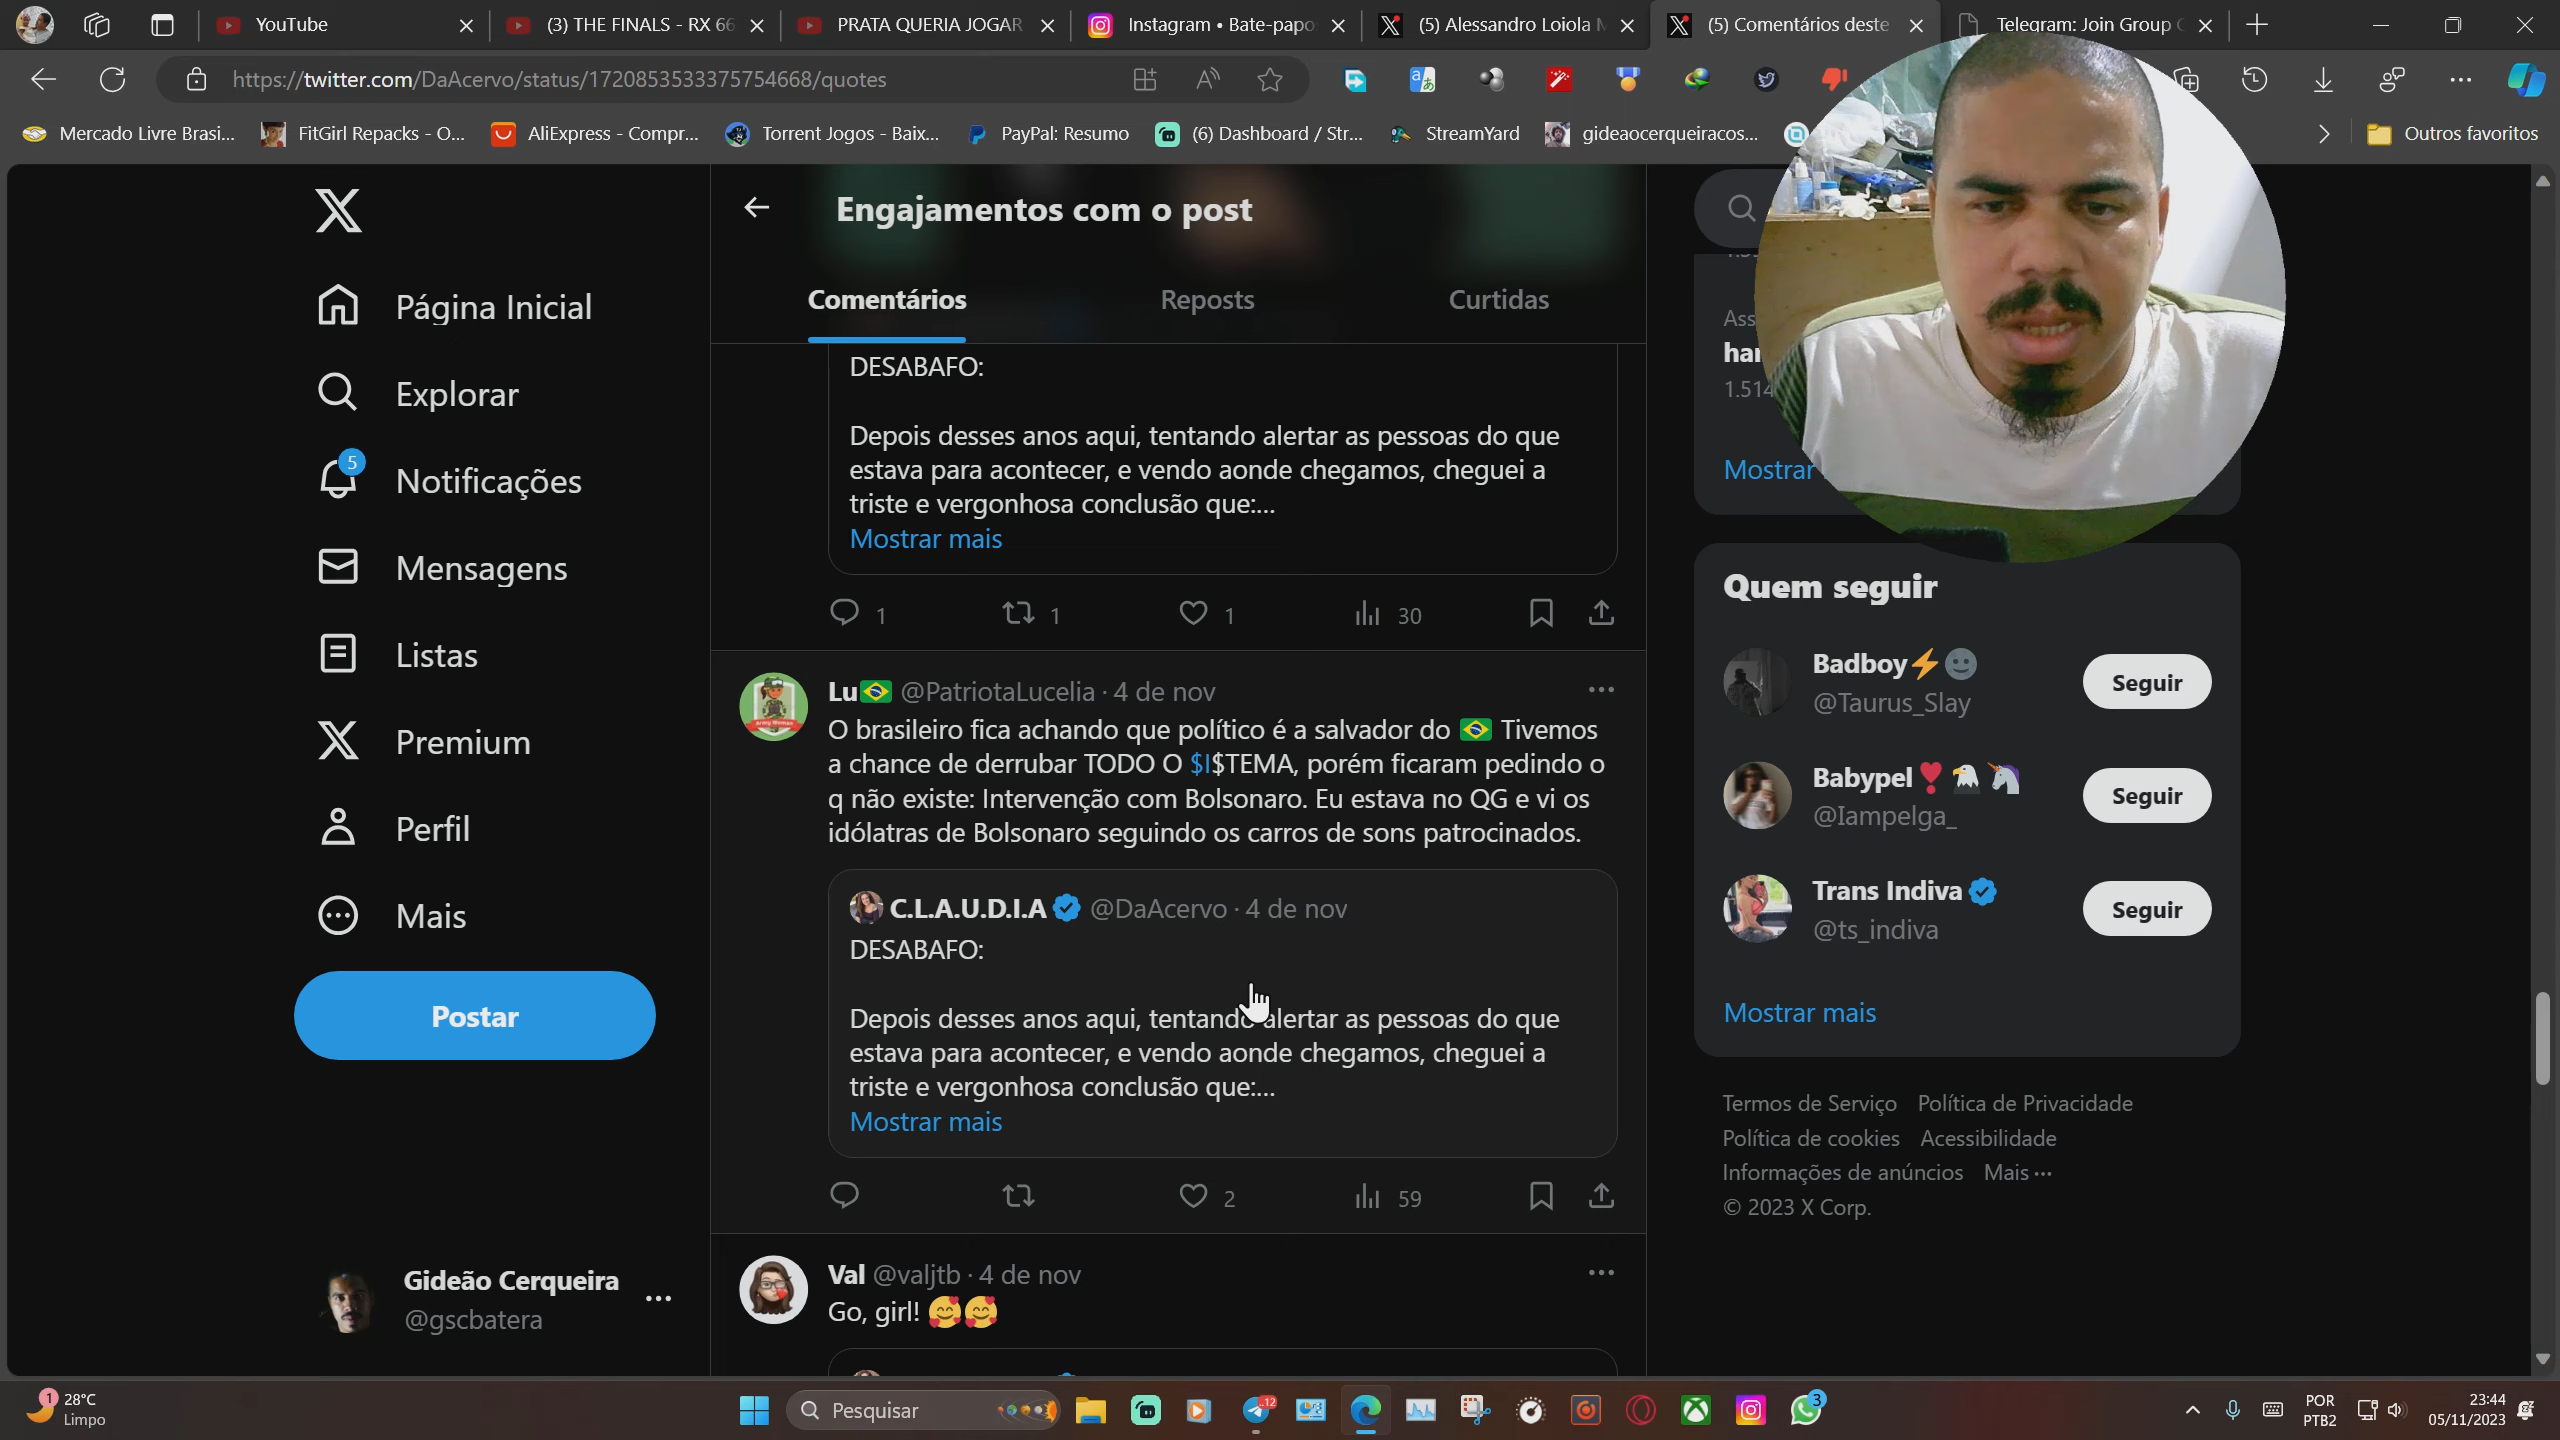 YouTube
(3) THE FINALS - RX 66
PRATA QUERIA JOGAR
Instagram • Bate-papo
(5) Alessandro Loiola
(5) Comentários deste
Telegram: Join Group
https://twitter.com/DaAcervo/status/1720853533375754668/quotes
Mercado Livre Brasi...
FitGirl Repacks - O...
AliExpress - Compr...
Torrent Jogos - Baix...
PayPal: Resumo
(6) Dashboard / Str...
StreamYard
gideaocerqueiracos...
Outros favoritos
Página Inicial
Explorar
5
Notificações
Mensagens
Listas
Premium
Perfil
Mais
Postar
Gideão Cerqueira
@gscbatera
Engajamentos com o post
Comentários
Reposts
Curtidas
DESABAFO:
Depois desses anos aqui, tentando alertar as pessoas do que
estava para acontecer, e vendo aonde chegamos, cheguei a
triste e vergonhosa conclusão que:...
Mostrar mais
1 1 1 30
Lu🇧🇷 @PatriotaLucelia · 4 de nov
O brasileiro fica achando que político é a salvador do 🇧🇷 Tivemos
a chance de derrubar TODO O $I$TEMA, porém ficaram pedindo o
q não existe: Intervenção com Bolsonaro. Eu estava no QG e vi os
idólatras de Bolsonaro seguindo os carros de sons patrocinados.
C.L.A.U.D.I.A @DaAcervo · 4 de nov
DESABAFO:
Depois desses anos aqui, tentando alertar as pessoas do que
estava para acontecer, e vendo aonde chegamos, cheguei a
triste e vergonhosa conclusão que:...
Mostrar mais
2 59
Val @valjtb · 4 de nov
Go, girl! 🥰🥰
1.514
Mostrar
Quem seguir
Badboy⚡🌚
@Taurus_Slay
Seguir
Babypel❣️🦅🦄
@Iampelga_
Seguir
Trans Indiva
@ts_indiva
Seguir
Mostrar mais
Termos de Serviço Política de Privacidade
Política de cookies Acessibilidade
Informações de anúncios Mais ···
© 2023 X Corp.
1
28°C
Limpo
Pesquisar
12
3
POR
PTB2
23:44
05/11/2023